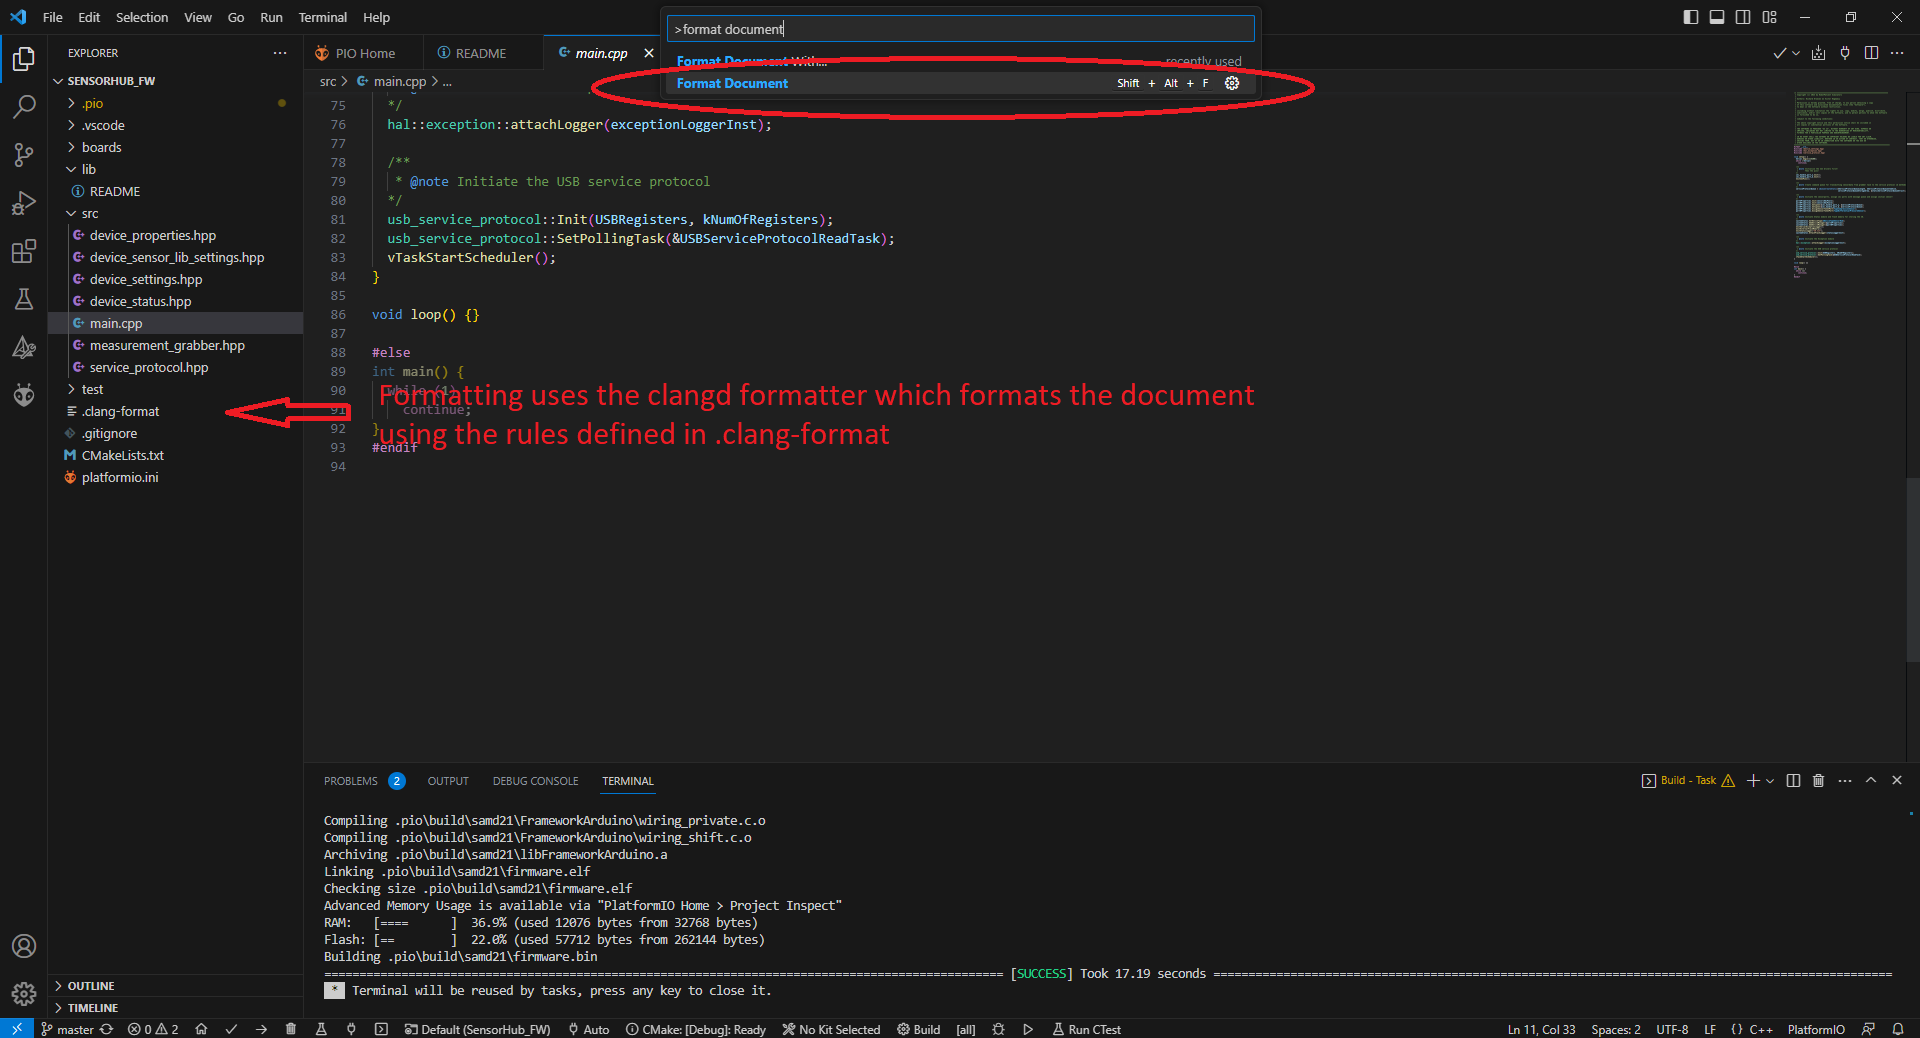 File Edit Selection View Go Run Terminal Help
>format document
Format Document With... recently used
Format Document Shift + Alt + F
EXPLORER
PIO Home README main.cpp
src > main.cpp > ...
SENSORHUB_FW
.pio
.vscode
boards
lib
README
src
device_properties.hpp
device_sensor_lib_settings.hpp
device_settings.hpp
device_status.hpp
main.cpp
measurement_grabber.hpp
service_protocol.hpp
test
.clang-format
.gitignore
CMakeLists.txt
platformio.ini
OUTLINE
TIMELINE
75 */
76 hal::exception::attachLogger(exceptionLoggerInst);
77
78 /**
79 * @note Initiate the USB service protocol
80 */
81 usb_service_protocol::Init(USBRegisters, kNumOfRegisters);
82 usb_service_protocol::SetPollingTask(&USBServiceProtocolReadTask);
83 vTaskStartScheduler();
84 }
85
86 void loop() {}
87
88 #else
89 int main() {
90 while (1)
91 continue;
92 }
93 #endif
94
Formatting uses the clangd formatter which formats the document
using the rules defined in .clang-format
PROBLEMS 2 OUTPUT DEBUG CONSOLE TERMINAL
Build - Task
Compiling .pio\build\samd21\FrameworkArduino\wiring_private.c.o
Compiling .pio\build\samd21\FrameworkArduino\wiring_shift.c.o
Archiving .pio\build\samd21\libFrameworkArduino.a
Linking .pio\build\samd21\firmware.elf
Checking size .pio\build\samd21\firmware.elf
Advanced Memory Usage is available via "PlatformIO Home > Project Inspect"
RAM: [==== ] 36.9% (used 12076 bytes from 32768 bytes)
Flash: [== ] 22.0% (used 57712 bytes from 262144 bytes)
Building .pio\build\samd21\firmware.bin
[SUCCESS] Took 17.19 seconds
* Terminal will be reused by tasks, press any key to close it.
master 0 2 Default (SensorHub_FW) Auto CMake: [Debug]: Ready No Kit Selected Build [all] Run CTest Ln 11, Col 33 Spaces: 2 UTF-8 LF {} C++ PlatformIO